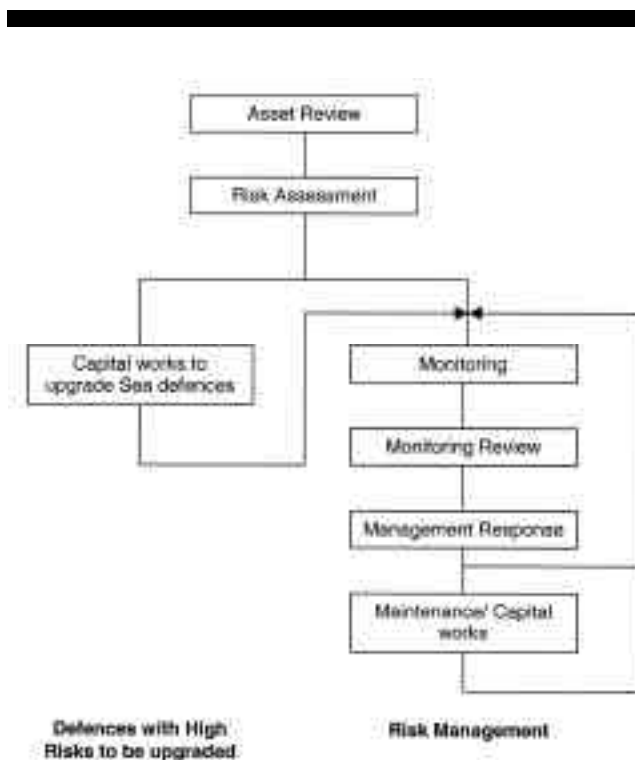 Asset Review
Risk Assessment
Capital works to
upgrade Sea defences
Monitoring
Monitoring Review
Management Response
Maintenance/ Capital
works
Defences with High
Risks to be upgraded
Risk Management